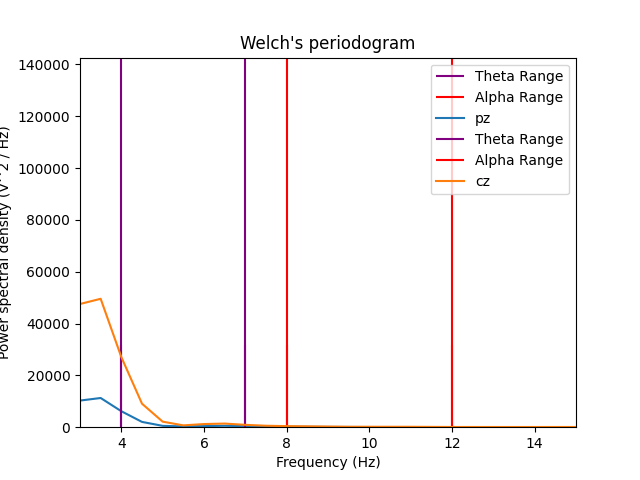 Welch's periodogram
140000
120000
100000
80000
60000
40000
20000
0
Power spectral density (V**2 / Hz)
4
6
8
10
12
14
Frequency (Hz)
Theta Range
Alpha Range
pz
Theta Range
Alpha Range
cz